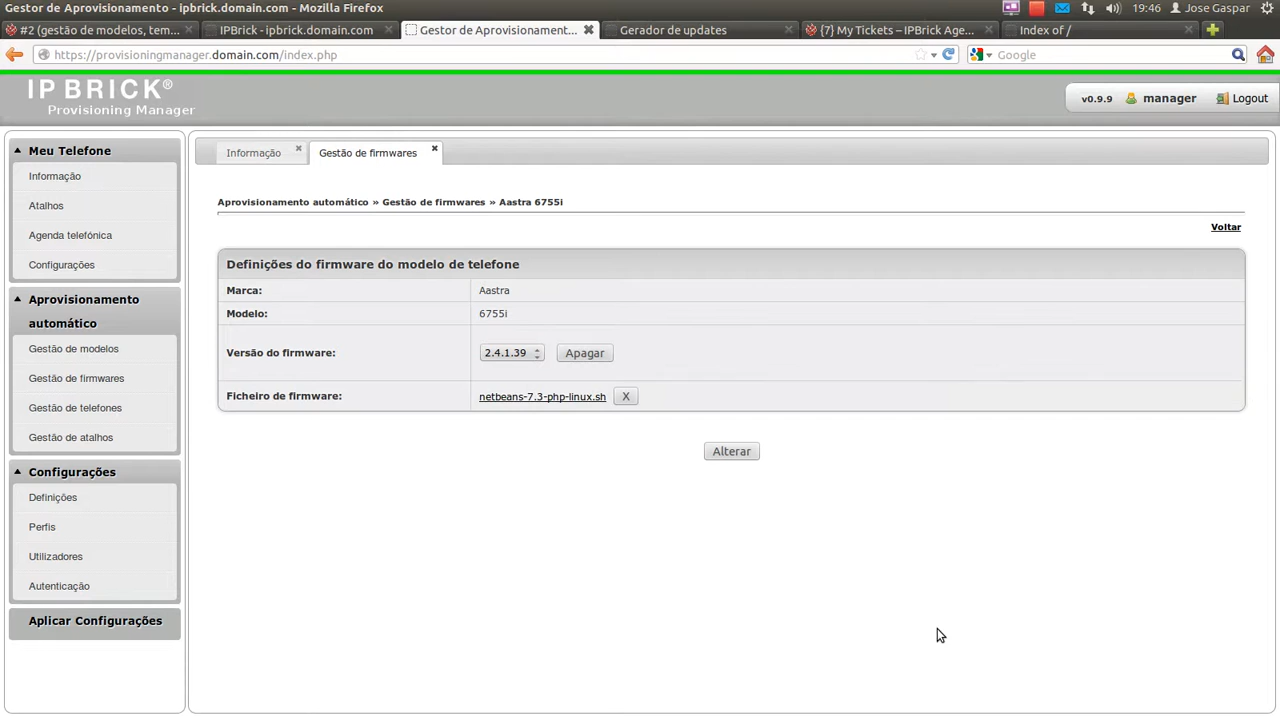 Gestor de Aprovisionamento - ipbrick.domain.com - Mozilla Firefox
19:46 Jose Gaspar
#2 (gestão de modelos, tem...
IPBrick - ipbrick.domain.com
Gestor de Aprovisionament...
Gerador de updates
{7} My Tickets – IPBrick Age...
Index of /
https://provisioningmanager.domain.com/index.php
Google
IPBRICK®
Provisioning Manager
v0.9.9 manager Logout
Meu Telefone
Informação
Atalhos
Agenda telefónica
Configurações
Aprovisionamento
automático
Gestão de modelos
Gestão de firmwares
Gestão de telefones
Gestão de atalhos
Configurações
Definições
Perfis
Utilizadores
Autenticação
Aplicar Configurações
Informação
Gestão de firmwares
Aprovisionamento automático » Gestão de firmwares » Aastra 6755i
Voltar
Definições do firmware do modelo de telefone
Marca: Aastra
Modelo: 6755i
Versão do firmware: 2.4.1.39 Apagar
Ficheiro de firmware: netbeans-7.3-php-linux.sh X
Alterar